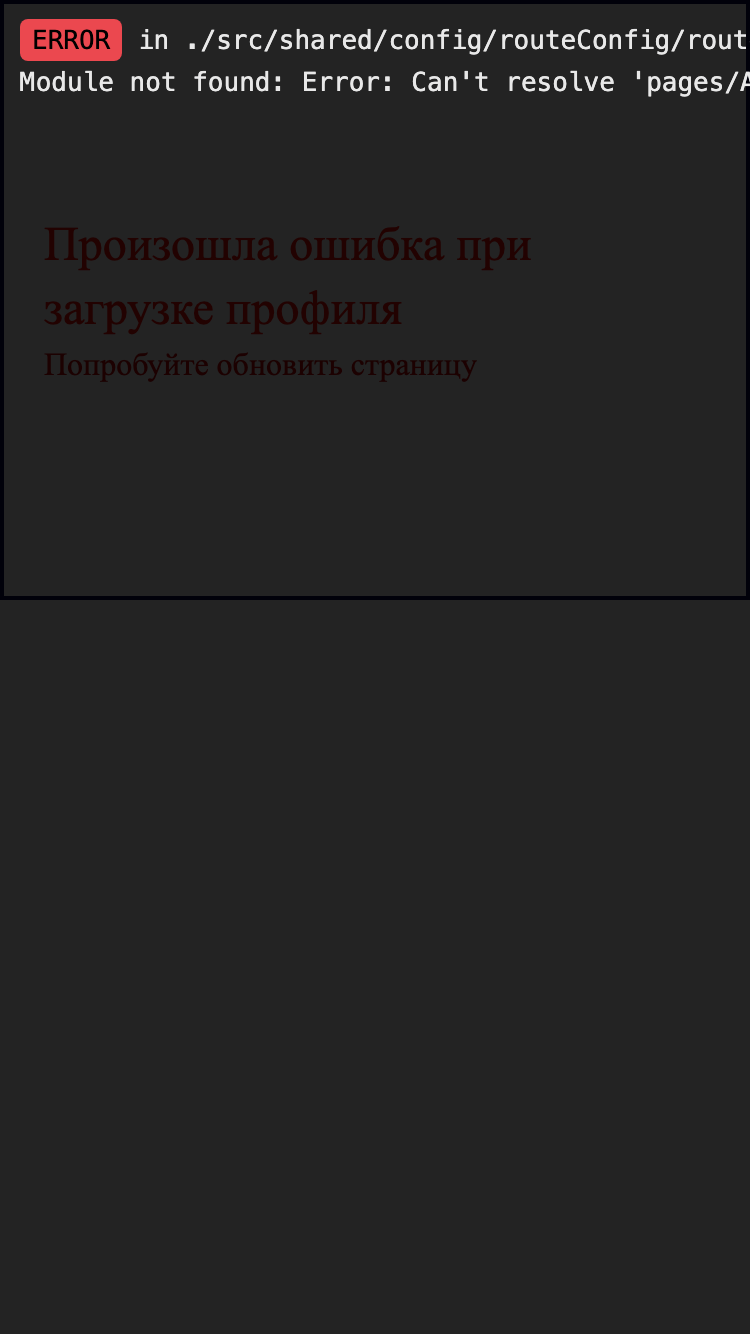 ERROR in ./src/shared/config/routeConfig/rout
Module not found: Error: Can't resolve 'pages/A
Произошла ошибка при
загрузке профиля
Попробуйте обновить страницу